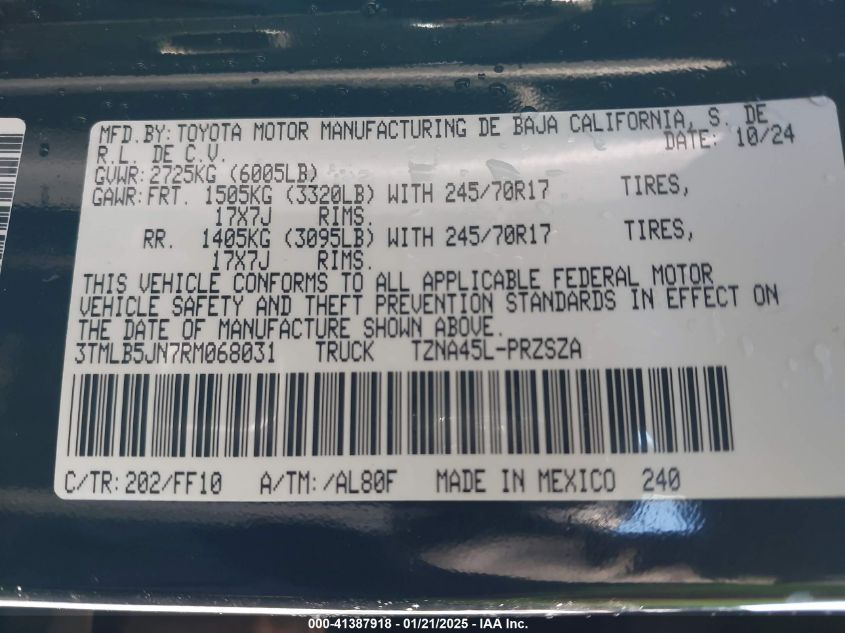 MFD.BY: TOYOTA MOTOR MANUFACTURING DE BAJA CALIFORNIA, S. DE
R.L. DE C.V. DATE: 10/24
GVWR: 2725KG (6005LB)
GAWR: FRT. 1505KG (3320LB) WITH 245/70R17 TIRES,
17X7J RIMS.
RR. 1405KG (3095LB) WITH 245/70R17 TIRES,
17X7J RIMS.
THIS VEHICLE CONFORMS TO ALL APPLICABLE FEDERAL MOTOR
VEHICLE SAFETY AND THEFT PREVENTION STANDARDS IN EFFECT ON
THE DATE OF MANUFACTURE SHOWN ABOVE.
3TMLB5JN7RM068031 TRUCK TZNA45L-PRZSZA
C/TR: 202/FF10 A/TM: /AL80F MADE IN MEXICO 240
000-41387918 - 01/21/2025 - IAA Inc.